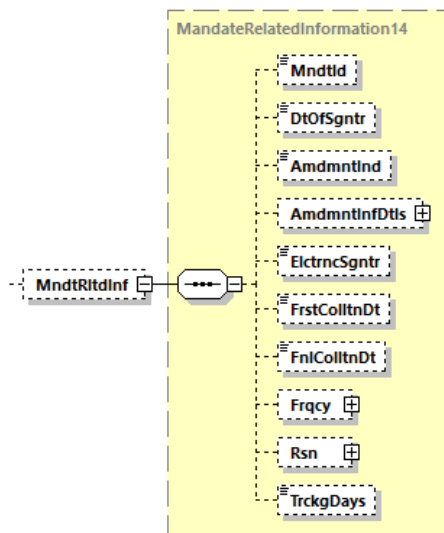 MandateRelatedInformation14
MndtId
DtOfSgntr
AmdmntInd
AmdmntInfDtls
ElctrncSgntr
MndtRltdInf
FrstColltnDt
FnlColltnDt
Frqcy
Rsn
TrckgDays